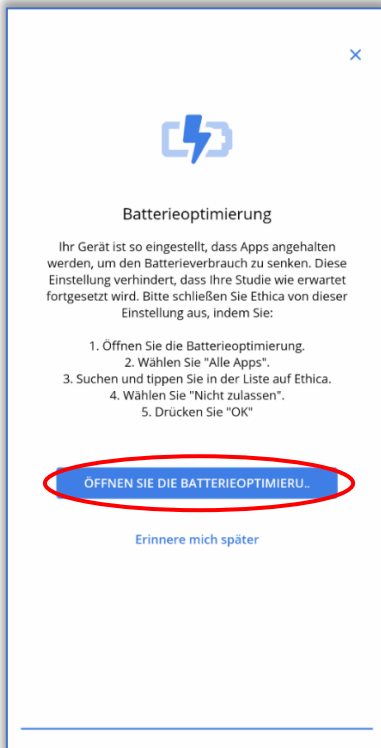 Batterieoptimierung
Ihr Gerät ist so eingestellt, dass Apps angehalten
werden, um den Batterieverbrauch zu senken. Diese
Einstellung verhindert, dass Ihre Studie wie erwartet
fortgesetzt wird. Bitte schließen Sie Ethica von dieser
Einstellung aus, indem Sie:
1. Öffnen Sie die Batterieoptimierung.
2. Wählen Sie "Alle Apps".
3. Suchen und tippen Sie in der Liste auf Ethica.
4. Wählen Sie "Nicht zulassen".
5. Drücken Sie "OK"
ÖFFNEN SIE DIE BATTERIEOPTIMIERU..
Erinnere mich später